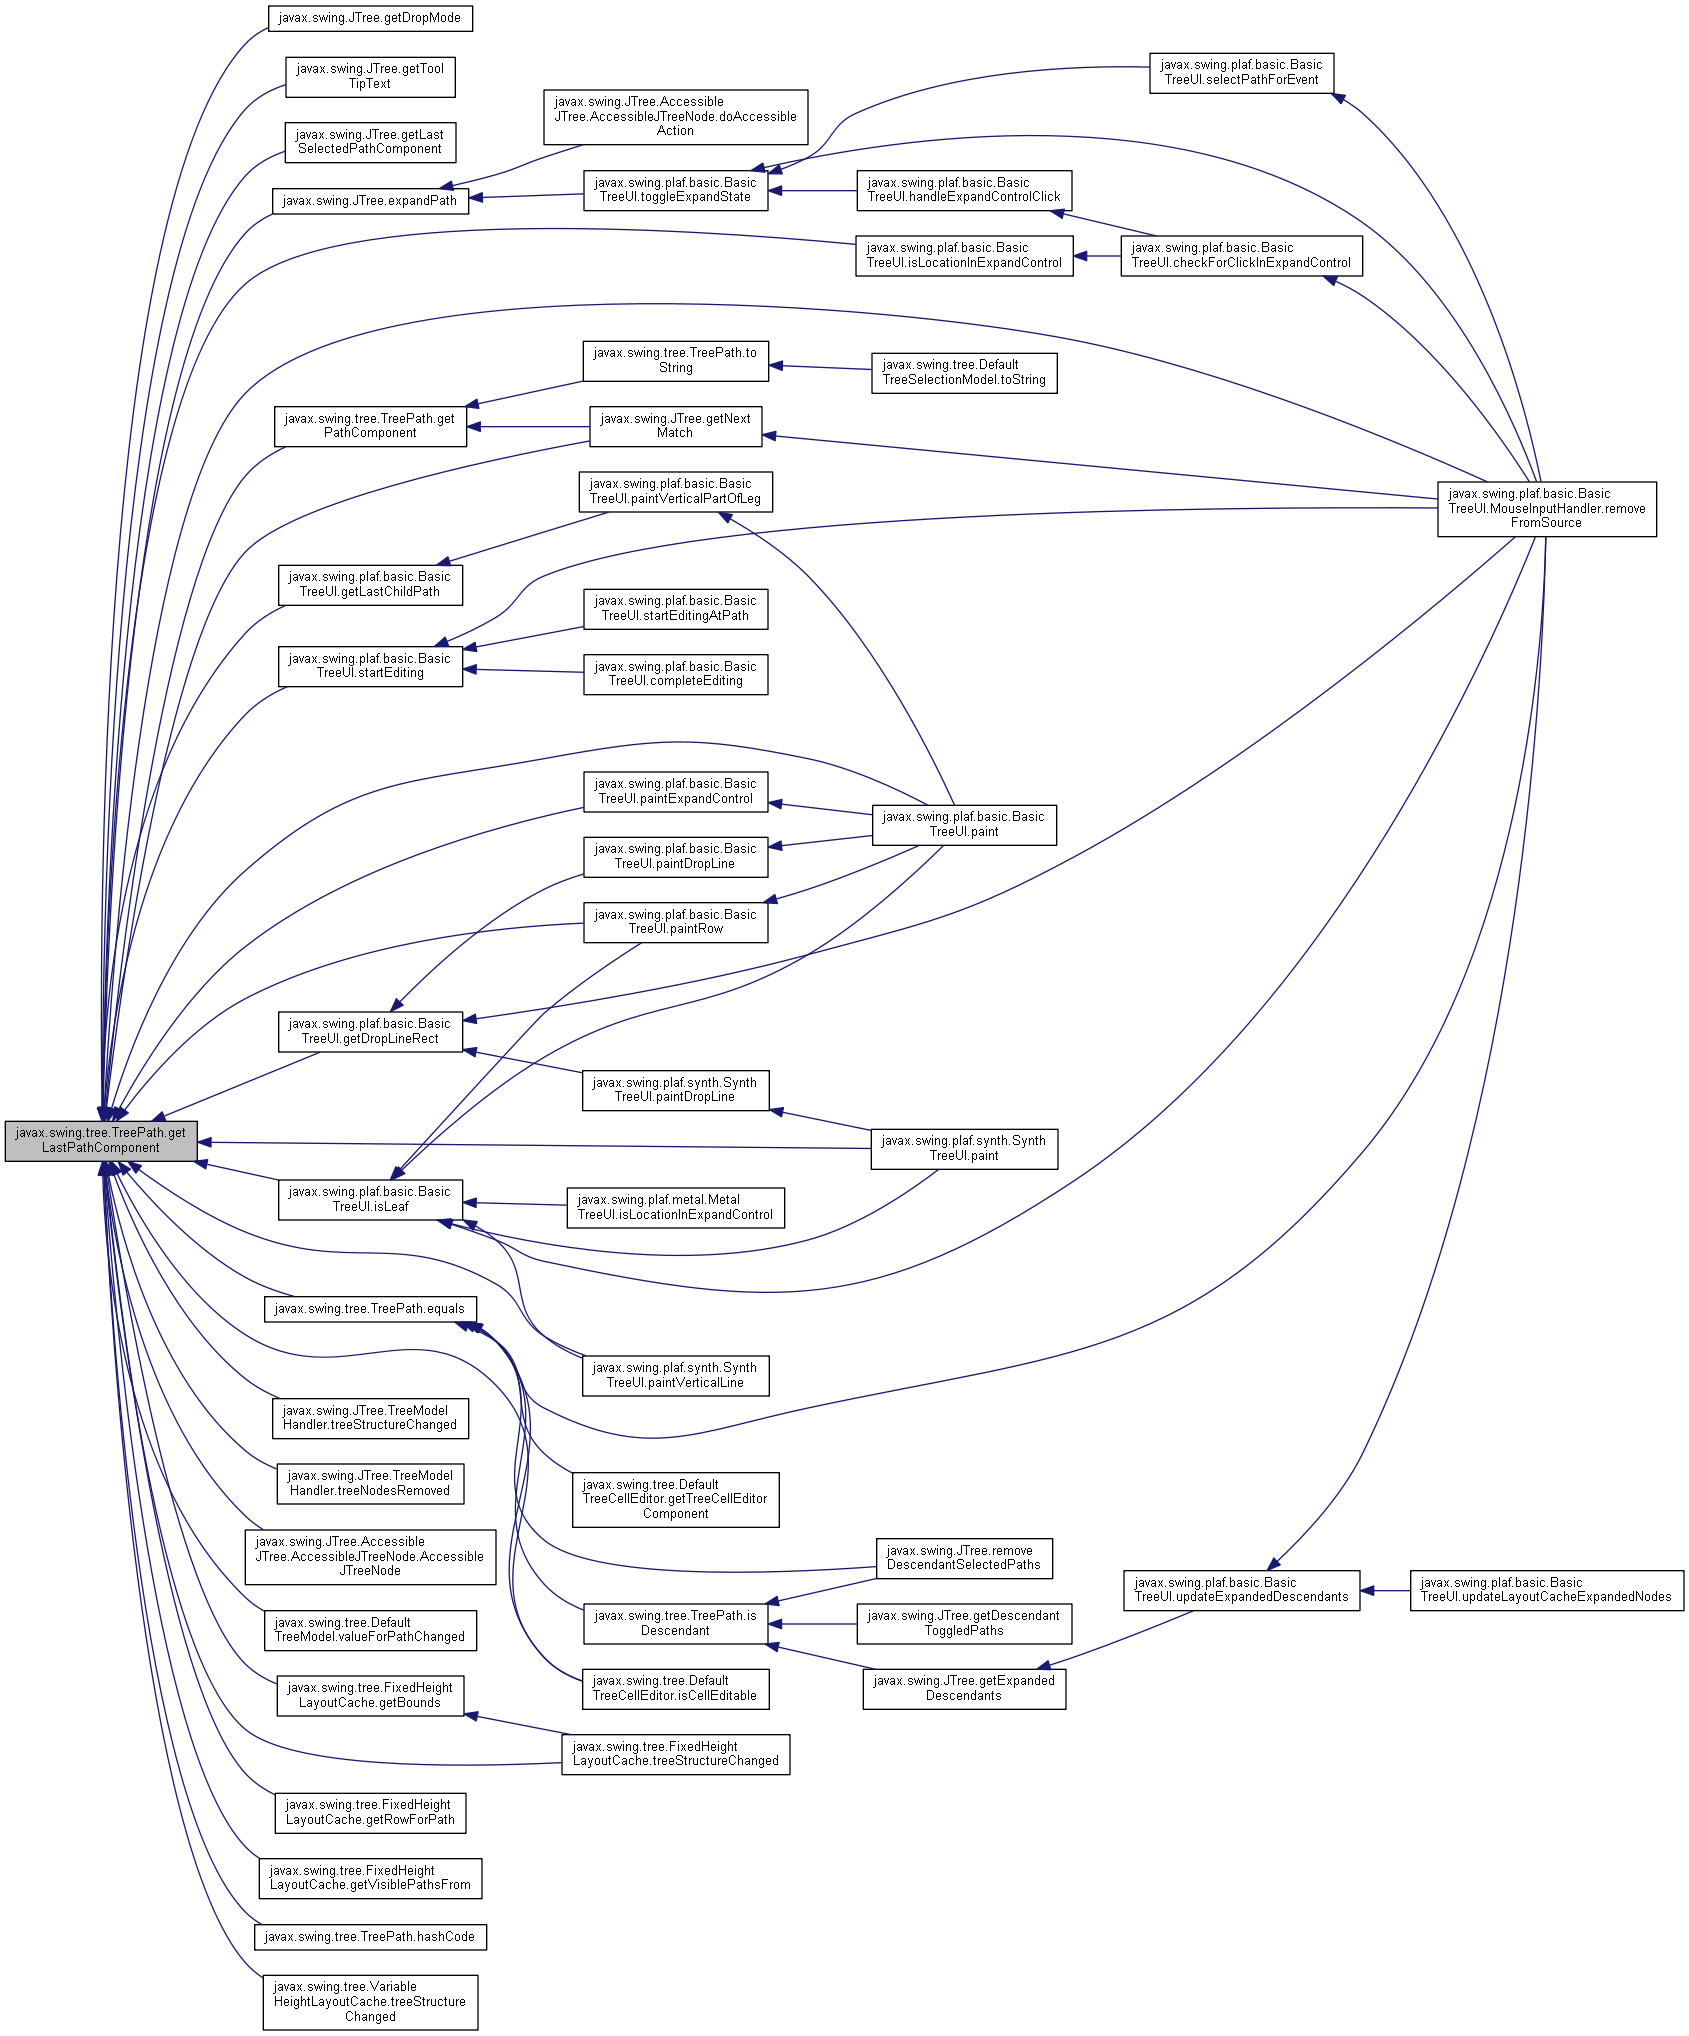 javax.swing.JTree.getDropMode
javax.swing.JTree.getTool
TipText
javax.swing.JTree.getLast
SelectedPathComponent
javax.swing.JTree.expandPath
javax.swing.JTree.Accessible
JTree.AccessibleJTreeNode.doAccessible
Action
javax.swing.plaf.basic.Basic
TreeUI.toggleExpandState
javax.swing.plaf.basic.Basic
TreeUI.selectPathForEvent
javax.swing.plaf.basic.Basic
TreeUI.handleExpandControlClick
javax.swing.plaf.basic.Basic
TreeUI.isLocationInExpandControl
javax.swing.plaf.basic.Basic
TreeUI.checkForClickInExpandControl
javax.swing.tree.TreePath.to
String
javax.swing.tree.Default
TreeSelectionModel.toString
javax.swing.tree.TreePath.get
PathComponent
javax.swing.JTree.getNext
Match
javax.swing.plaf.basic.Basic
TreeUI.paintVerticalPartOfLeg
javax.swing.plaf.basic.Basic
TreeUI.MouseInputHandler.remove
FromSource
javax.swing.plaf.basic.Basic
TreeUI.getLastChildPath
javax.swing.plaf.basic.Basic
TreeUI.startEditingAtPath
javax.swing.plaf.basic.Basic
TreeUI.startEditing
javax.swing.plaf.basic.Basic
TreeUI.completeEditing
javax.swing.plaf.basic.Basic
TreeUI.paintExpandControl
javax.swing.plaf.basic.Basic
TreeUI.paint
javax.swing.plaf.basic.Basic
TreeUI.paintDropLine
javax.swing.plaf.basic.Basic
TreeUI.paintRow
javax.swing.plaf.basic.Basic
TreeUI.getDropLineRect
javax.swing.plaf.synth.Synth
TreeUI.paintDropLine
javax.swing.tree.TreePath.get
LastPathComponent
javax.swing.plaf.synth.Synth
TreeUI.paint
javax.swing.plaf.basic.Basic
TreeUI.isLeaf
javax.swing.plaf.metal.Metal
TreeUI.isLocationInExpandControl
javax.swing.tree.TreePath.equals
javax.swing.plaf.synth.Synth
TreeUI.paintVerticalLine
javax.swing.JTree.TreeModel
Handler.treeStructureChanged
javax.swing.JTree.TreeModel
Handler.treeNodesRemoved
javax.swing.tree.Default
TreeCellEditor.getTreeCellEditor
Component
javax.swing.JTree.Accessible
JTree.AccessibleJTreeNode.Accessible
JTreeNode
javax.swing.JTree.remove
DescendantSelectedPaths
javax.swing.plaf.basic.Basic
TreeUI.updateExpandedDescendants
javax.swing.plaf.basic.Basic
TreeUI.updateLayoutCacheExpandedNodes
javax.swing.tree.Default
TreeModel.valueForPathChanged
javax.swing.tree.TreePath.is
Descendant
javax.swing.JTree.getDescendant
ToggledPaths
javax.swing.tree.FixedHeight
LayoutCache.getBounds
javax.swing.tree.Default
TreeCellEditor.isCellEditable
javax.swing.JTree.getExpanded
Descendants
javax.swing.tree.FixedHeight
LayoutCache.treeStructureChanged
javax.swing.tree.FixedHeight
LayoutCache.getRowForPath
javax.swing.tree.FixedHeight
LayoutCache.getVisiblePathsFrom
javax.swing.tree.TreePath.hashCode
javax.swing.tree.Variable
HeightLayoutCache.treeStructure
Changed